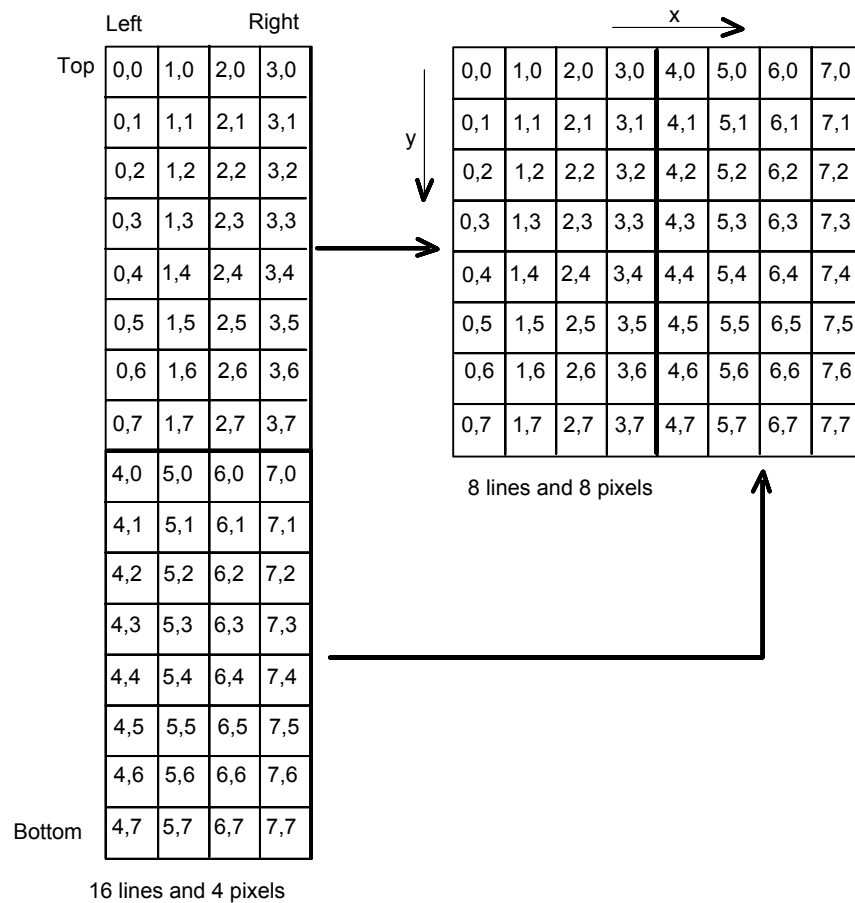 Left Right
Top
0,0 1,0 2,0 3,0
0,1 1,1 2,1 3,1
0,2 1,2 2,2 3,2
0,3 1,3 2,3 3,3
0,4 1,4 2,4 3,4
0,5 1,5 2,5 3,5
0,6 1,6 2,6 3,6
0,7 1,7 2,7 3,7
4,0 5,0 6,0 7,0
4,1 5,1 6,1 7,1
4,2 5,2 6,2 7,2
4,3 5,3 6,3 7,3
4,4 5,4 6,4 7,4
4,5 5,5 6,5 7,5
4,6 5,6 6,6 7,6
4,7 5,7 6,7 7,7
Bottom
16 lines and 4 pixels
x
y
0,0 1,0 2,0 3,0 4,0 5,0 6,0 7,0
0,1 1,1 2,1 3,1 4,1 5,1 6,1 7,1
0,2 1,2 2,2 3,2 4,2 5,2 6,2 7,2
0,3 1,3 2,3 3,3 4,3 5,3 6,3 7,3
0,4 1,4 2,4 3,4 4,4 5,4 6,4 7,4
0,5 1,5 2,5 3,5 4,5 5,5 6,5 7,5
0,6 1,6 2,6 3,6 4,6 5,6 6,6 7,6
0,7 1,7 2,7 3,7 4,7 5,7 6,7 7,7
8 lines and 8 pixels